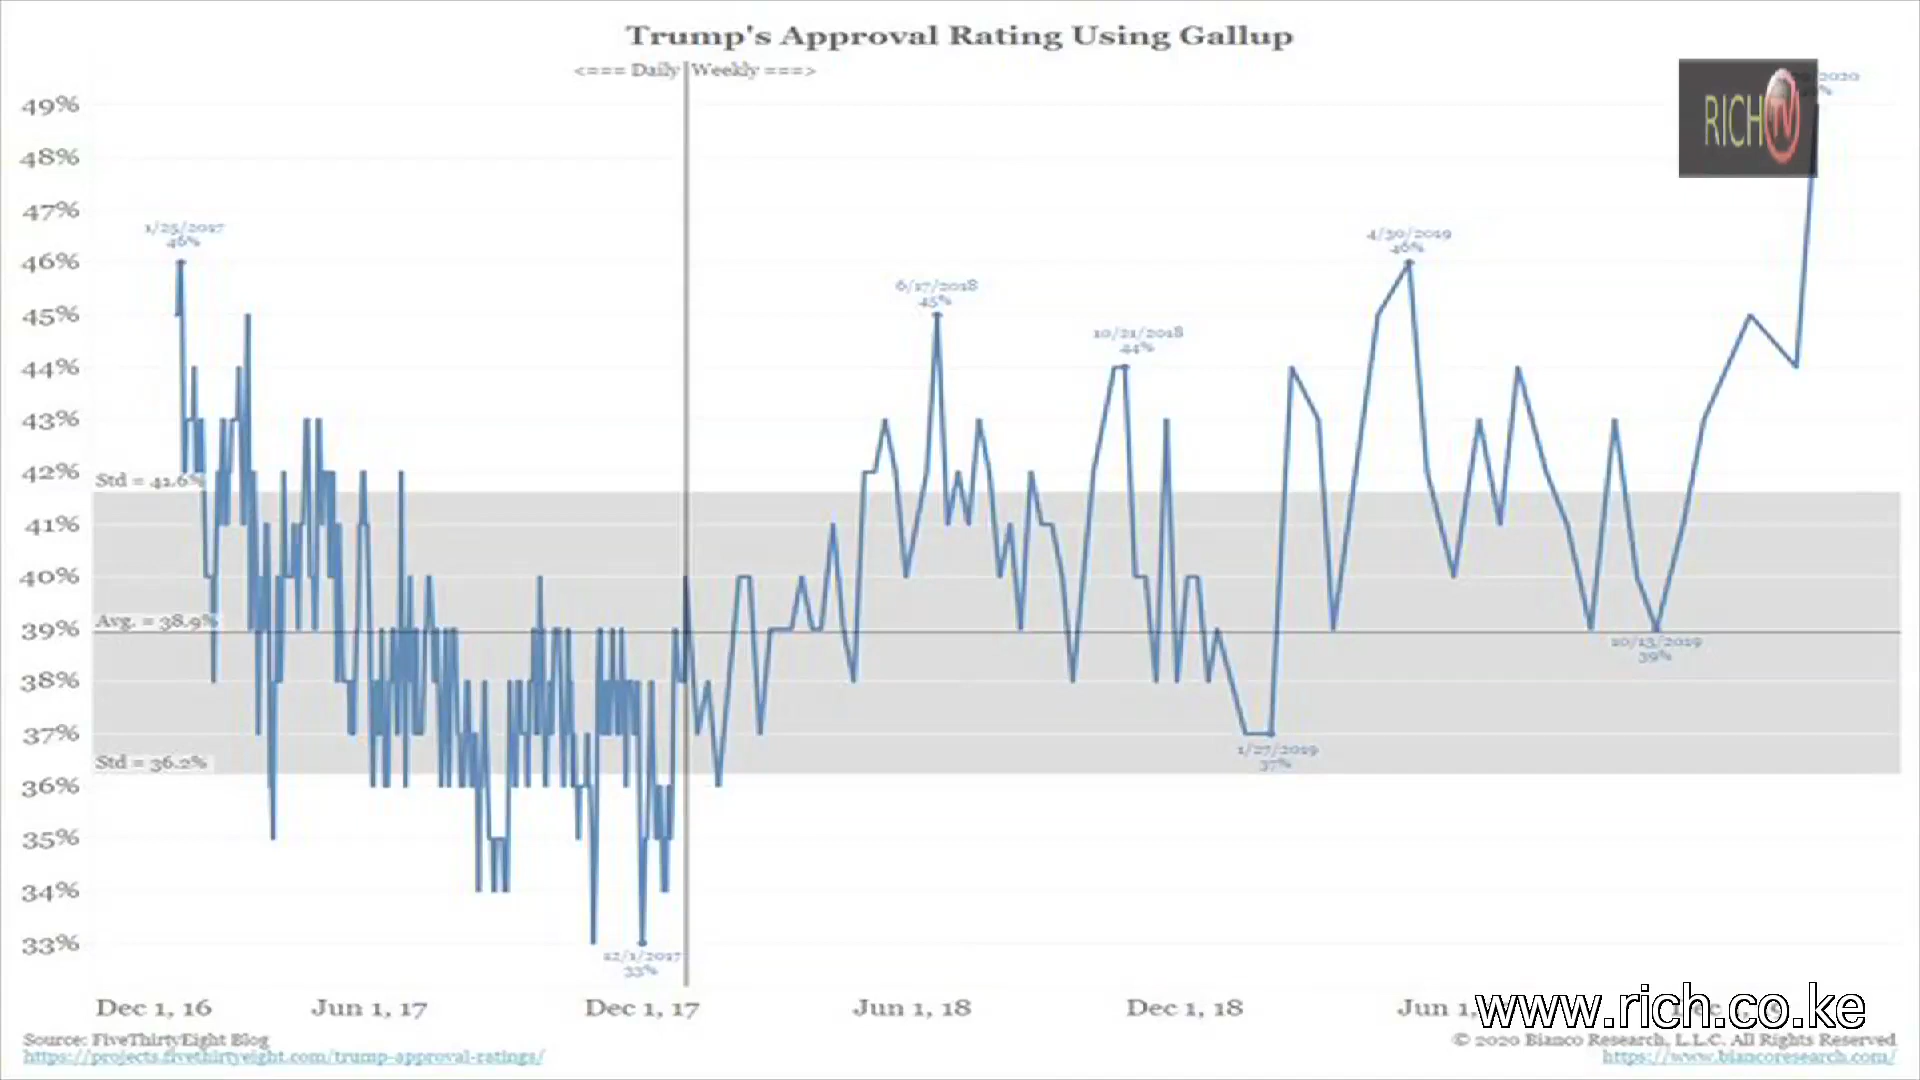 Trump's Approval Rating Using Gallup
<=== Daily Weekly ===>
RICH TV
2020
49%
48%
47%
46%
45%
44%
43%
42%
41%
40%
39%
38%
37%
36%
35%
34%
33%
1/25/2017
46%
6/17/2018
45%
10/21/2018
44%
4/30/2019
46%
Std = 41.6%
Avg. = 38.9%
Std = 36.2%
10/13/2019
39%
1/27/2019
37%
12/1/2017
33%
Dec 1, 16
Jun 1, 17
Dec 1, 17
Jun 1, 18
Dec 1, 18
Jun 1,
www.rich.co.ke
Source: FiveThirtyEight Blog
https://projects.fivethirtyeight.com/trump-approval-ratings/
© 2020 Bianco Research, L.L.C. All Rights Reserved
https://www.biancoresearch.com/